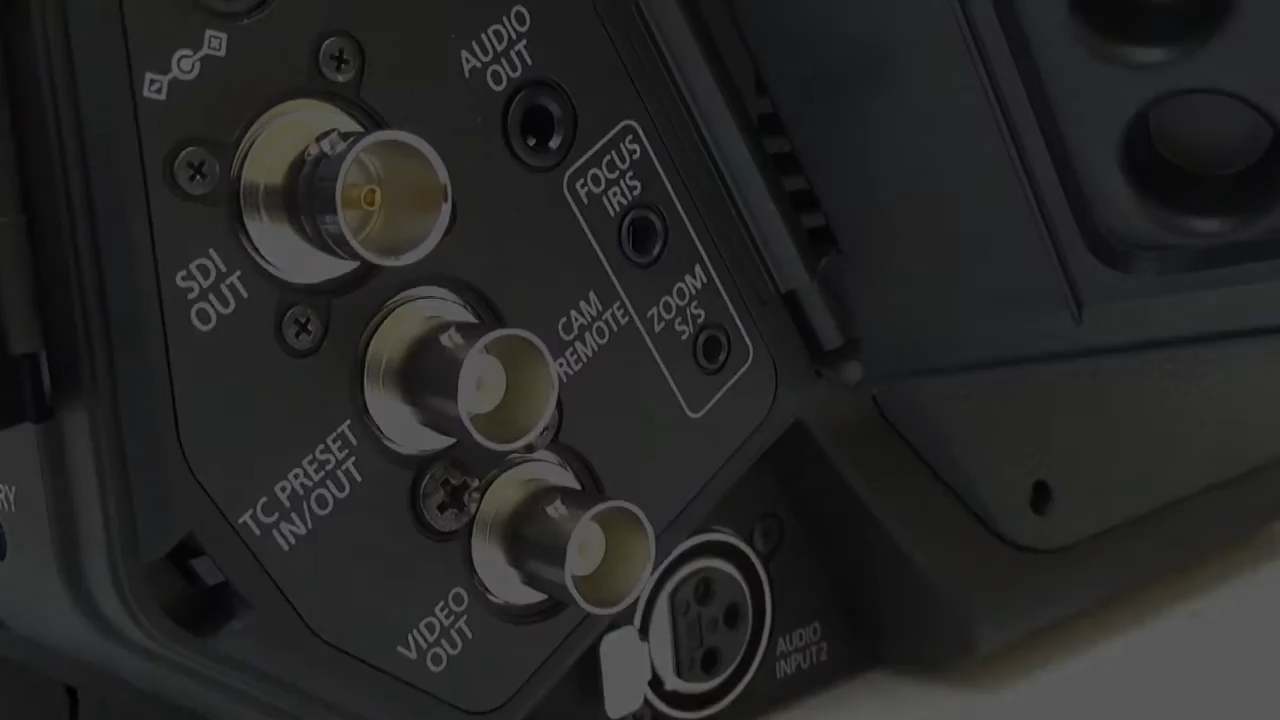 AUDIO
OUT
FOCUS
IRIS
SDI
OUT
CAM
REMOTE
ZOOM
S/S
TC PRESET
IN/OUT
VIDEO
OUT
AUDIO
INPUT2